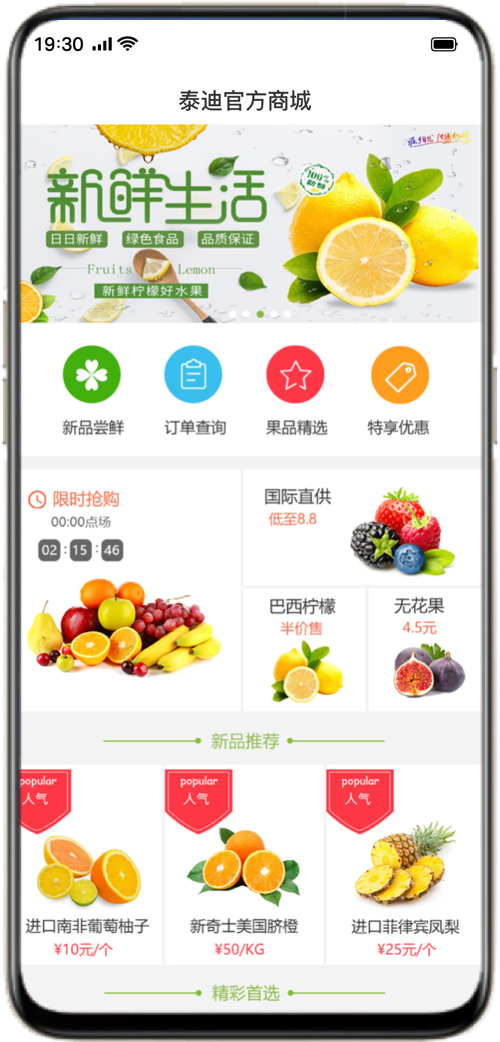 19:30
泰迪官方商城
新鲜生活
100%
新鲜
日日新鲜 绿色食品 品质保证
Fruits Lemon
新鲜柠檬好水果
新品尝鲜 订单查询 果品精选 特享优惠
限时抢购
00:00点场
02 : 15 : 46
国际直供
低至8.8
巴西柠檬
半价售
无花果
4.5元
新品推荐
popular popular popular
人气 人气 人气
进口南非葡萄柚子 新奇士美国脐橙 进口菲律宾凤梨
¥10元/个 ¥50/KG ¥25元/个
精彩首选